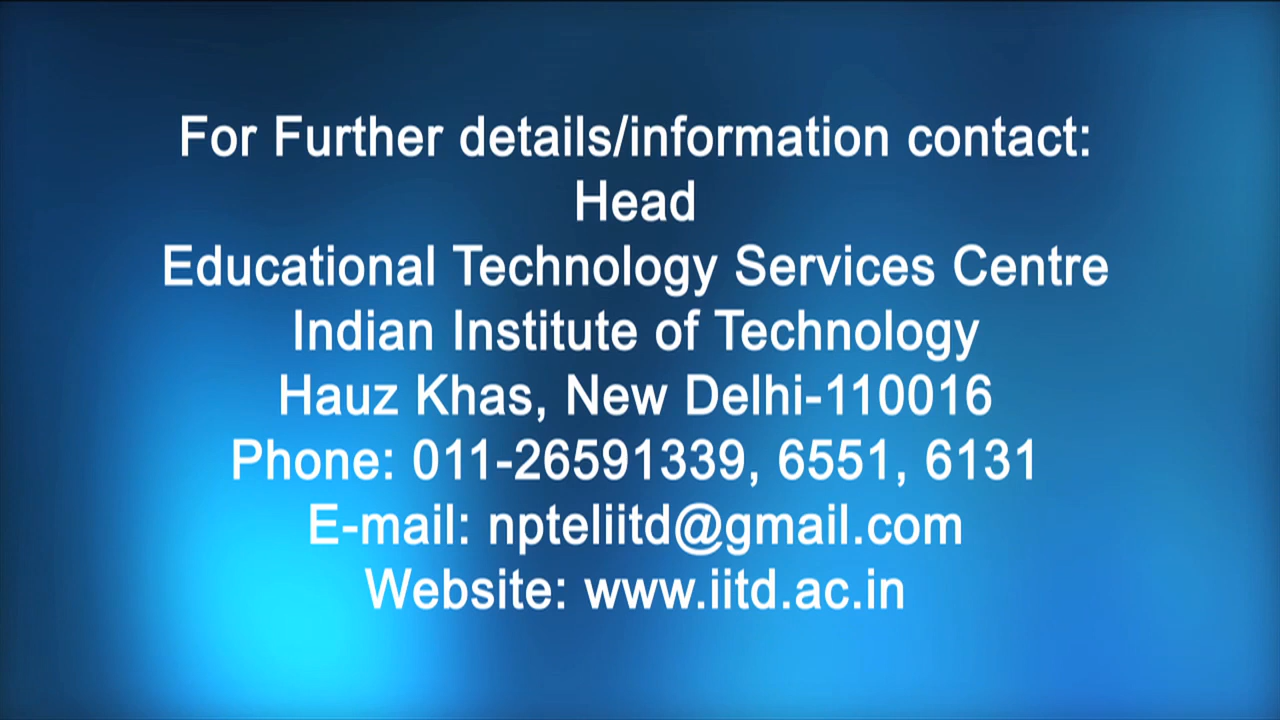 For Further details/information contact:
Head
Educational Technology Services Centre
Indian Institute of Technology
Hauz Khas, New Delhi-110016
Phone: 011-26591339, 6551, 6131
E-mail: npteliitd@gmail.com
Website: www.iitd.ac.in